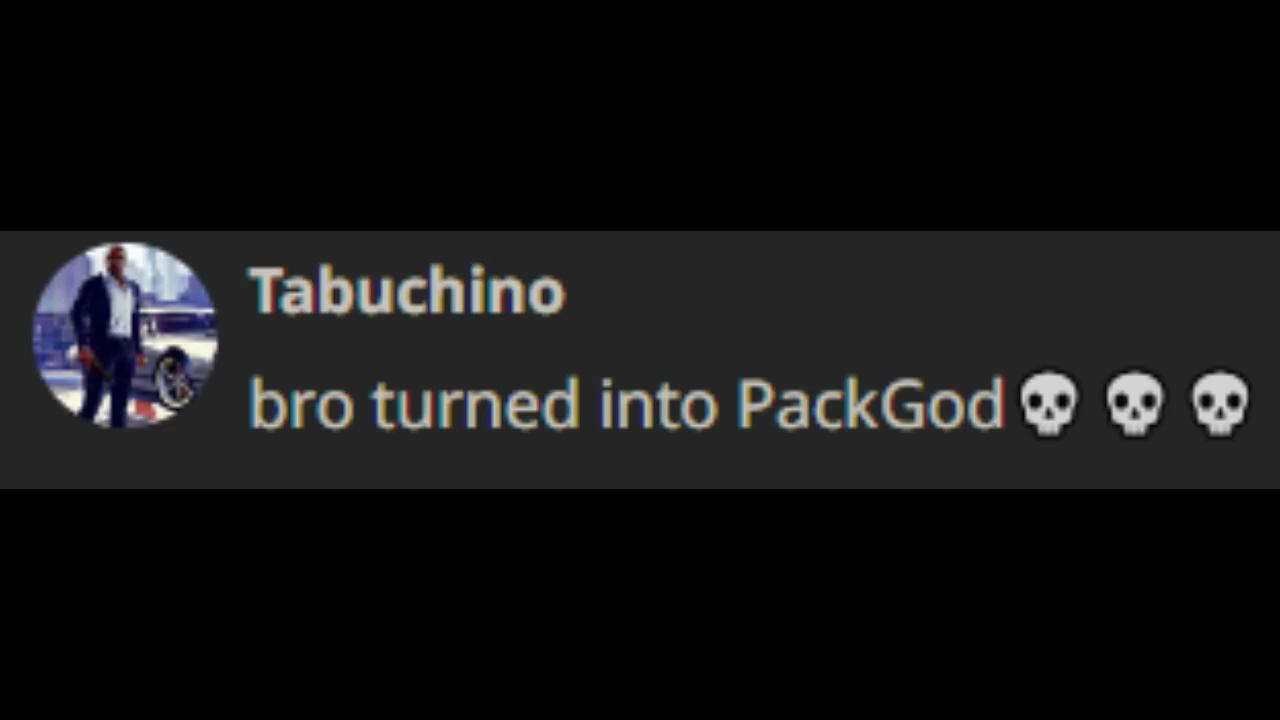 Tabuchino
bro turned into PackGod💀 💀 💀